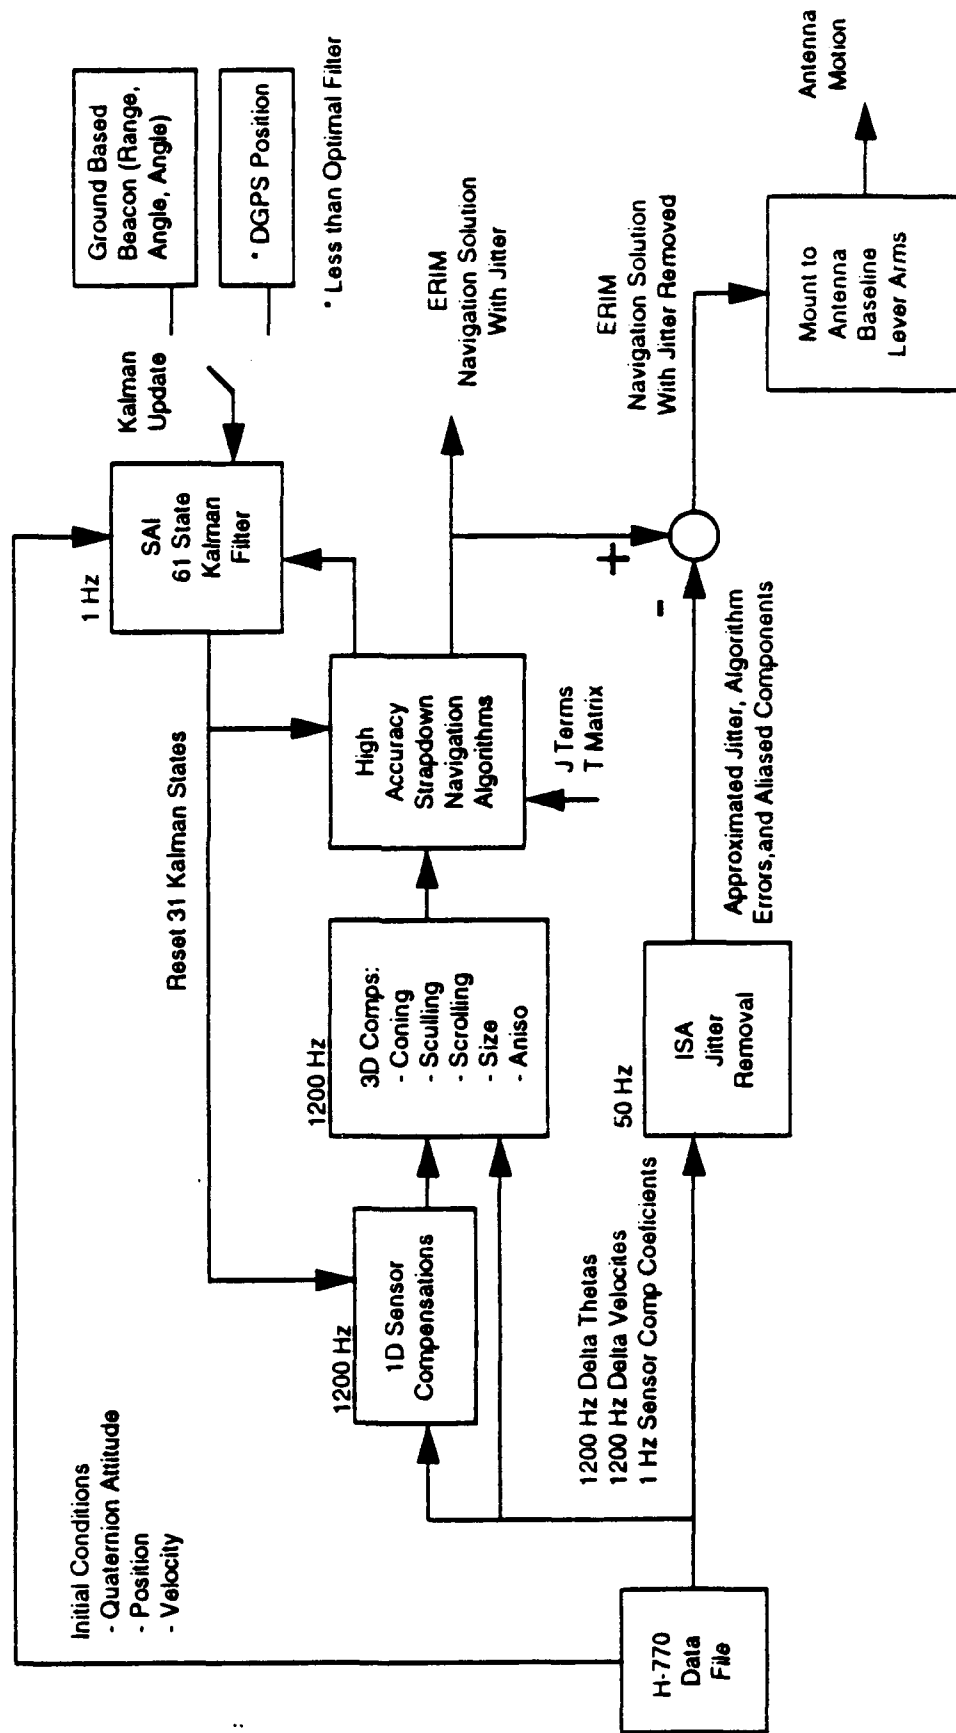 Initial Conditions
- Quaternion Attitude
- Position
- Velocity
H-770
Data
File
1200 Hz
1D Sensor
Compensations
1200 Hz Delta Thetas
1200 Hz Delta Velocites
1 Hz Sensor Comp Coeficients
Reset 31 Kalman States
1200 Hz
3D Comps:
- Coning
- Sculling
- Scrolling
- Size
- Aniso
50 Hz
ISA
Jitter
Removal
High
Accuracy
Strapdown
Navigation
Algorithms
J Terms
T Matrix
Approximated Jitter, Algorithm
Errors, and Aliased Components
1 Hz
SAI
61 State
Kalman
Filter
Kalman
Update
Ground Based
Beacon (Range,
Angle, Angle)
* DGPS Position
* Less than Optimal Filter
ERIM
Navigation Solution
With Jitter
+
-
ERIM
Navigation Solution
With Jitter Removed
Mount to
Antenna
Baseline
Lever Arms
Antenna
Motion